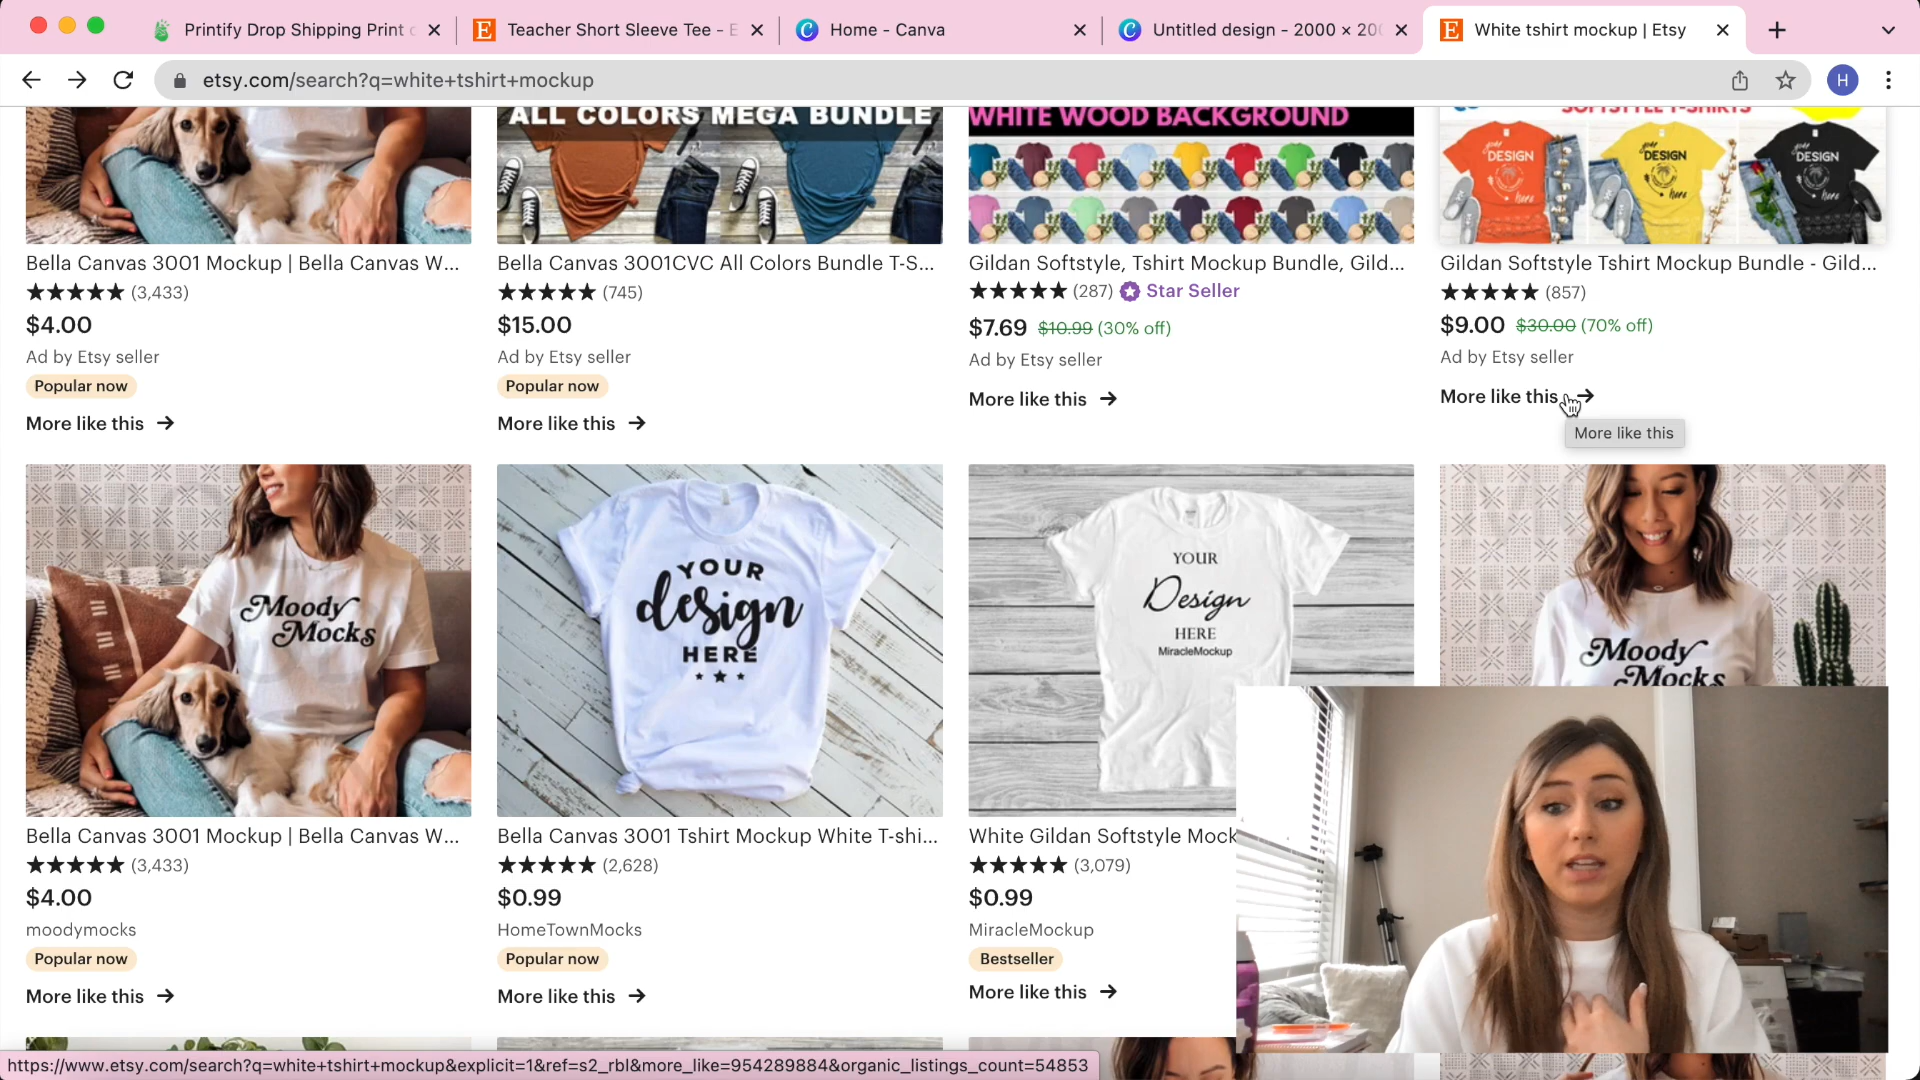 Printify Drop Shipping Print
Teacher Short Sleeve Tee - E
Home - Canva
Untitled design - 2000 × 200
White tshirt mockup | Etsy
etsy.com/search?q=white+tshirt+mockup
H
ALL COLORS MEGA BUNDLE
WHITE WOOD BACKGROUND
SOFTSTYLE T-SHIRTS
your DESIGN Here
your DESIGN Here
your DESIGN Here
Bella Canvas 3001 Mockup | Bella Canvas W...
(3,433)
$4.00
Ad by Etsy seller
Popular now
More like this
Bella Canvas 3001CVC All Colors Bundle T-S...
(745)
$15.00
Ad by Etsy seller
Popular now
More like this
Gildan Softstyle, Tshirt Mockup Bundle, Gild...
(287) Star Seller
$7.69 $10.99 (30% off)
Ad by Etsy seller
More like this
Gildan Softstyle Tshirt Mockup Bundle - Gild...
(857)
$9.00 $30.00 (70% off)
Ad by Etsy seller
More like this
More like this
Moody
Mocks
YOUR
design
HERE
YOUR
Design
HERE
MiracleMockup
Moody
Mocks
Bella Canvas 3001 Mockup | Bella Canvas W...
(3,433)
$4.00
moodymocks
Popular now
More like this
Bella Canvas 3001 Tshirt Mockup White T-shi...
(2,628)
$0.99
HomeTownMocks
Popular now
More like this
White Gildan Softstyle Mock
(3,079)
$0.99
MiracleMockup
Bestseller
More like this
https://www.etsy.com/search?q=white+tshirt+mockup&explicit=1&ref=s2_rbl&more_like=954289884&organic_listings_count=54853